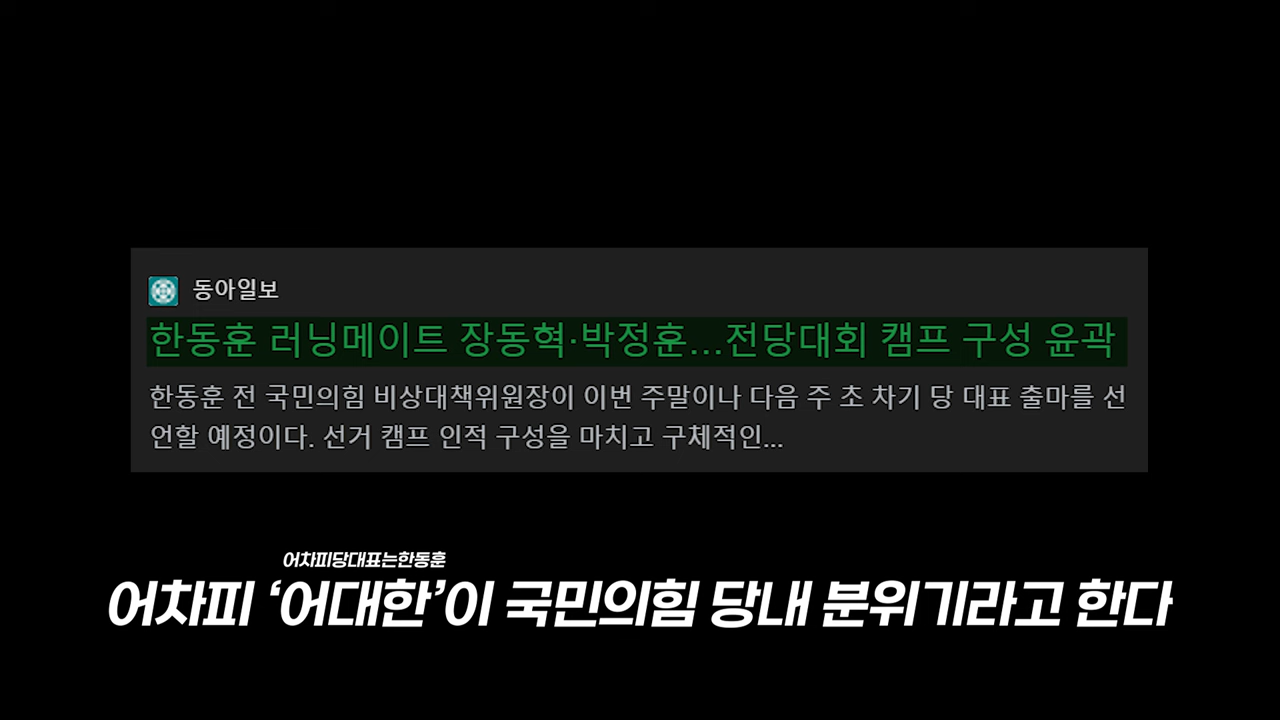 동아일보
한동훈 러닝메이트 장동혁·박정훈...전당대회 캠프 구성 윤곽
한동훈 전 국민의힘 비상대책위원장이 이번 주말이나 다음 주 초 차기 당 대표 출마를 선
언할 예정이다. 선거 캠프 인적 구성을 마치고 구체적인...
어차피당대표는한동훈
어차피 ‘어대한’이 국민의힘 당내 분위기라고 한다